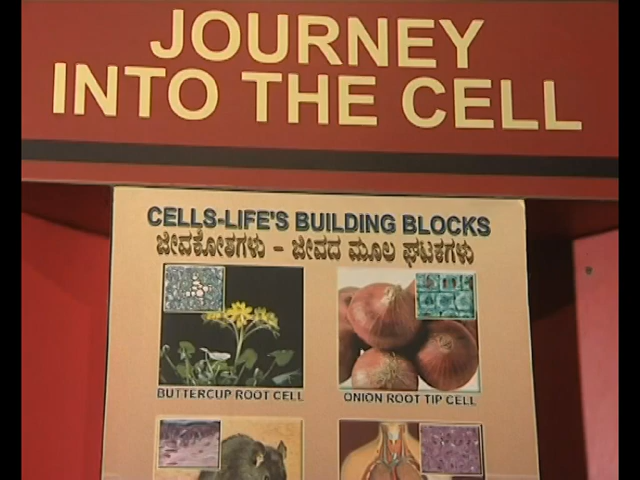 JOURNEY
INTO THE CELL
CELLS-LIFE'S BUILDING BLOCKS
ಜೀವಕೋಶಗಳು - ಜೀವದ ಮೂಲ ಘಟಕಗಳು
BUTTERCUP ROOT CELL
ONION ROOT TIP CELL